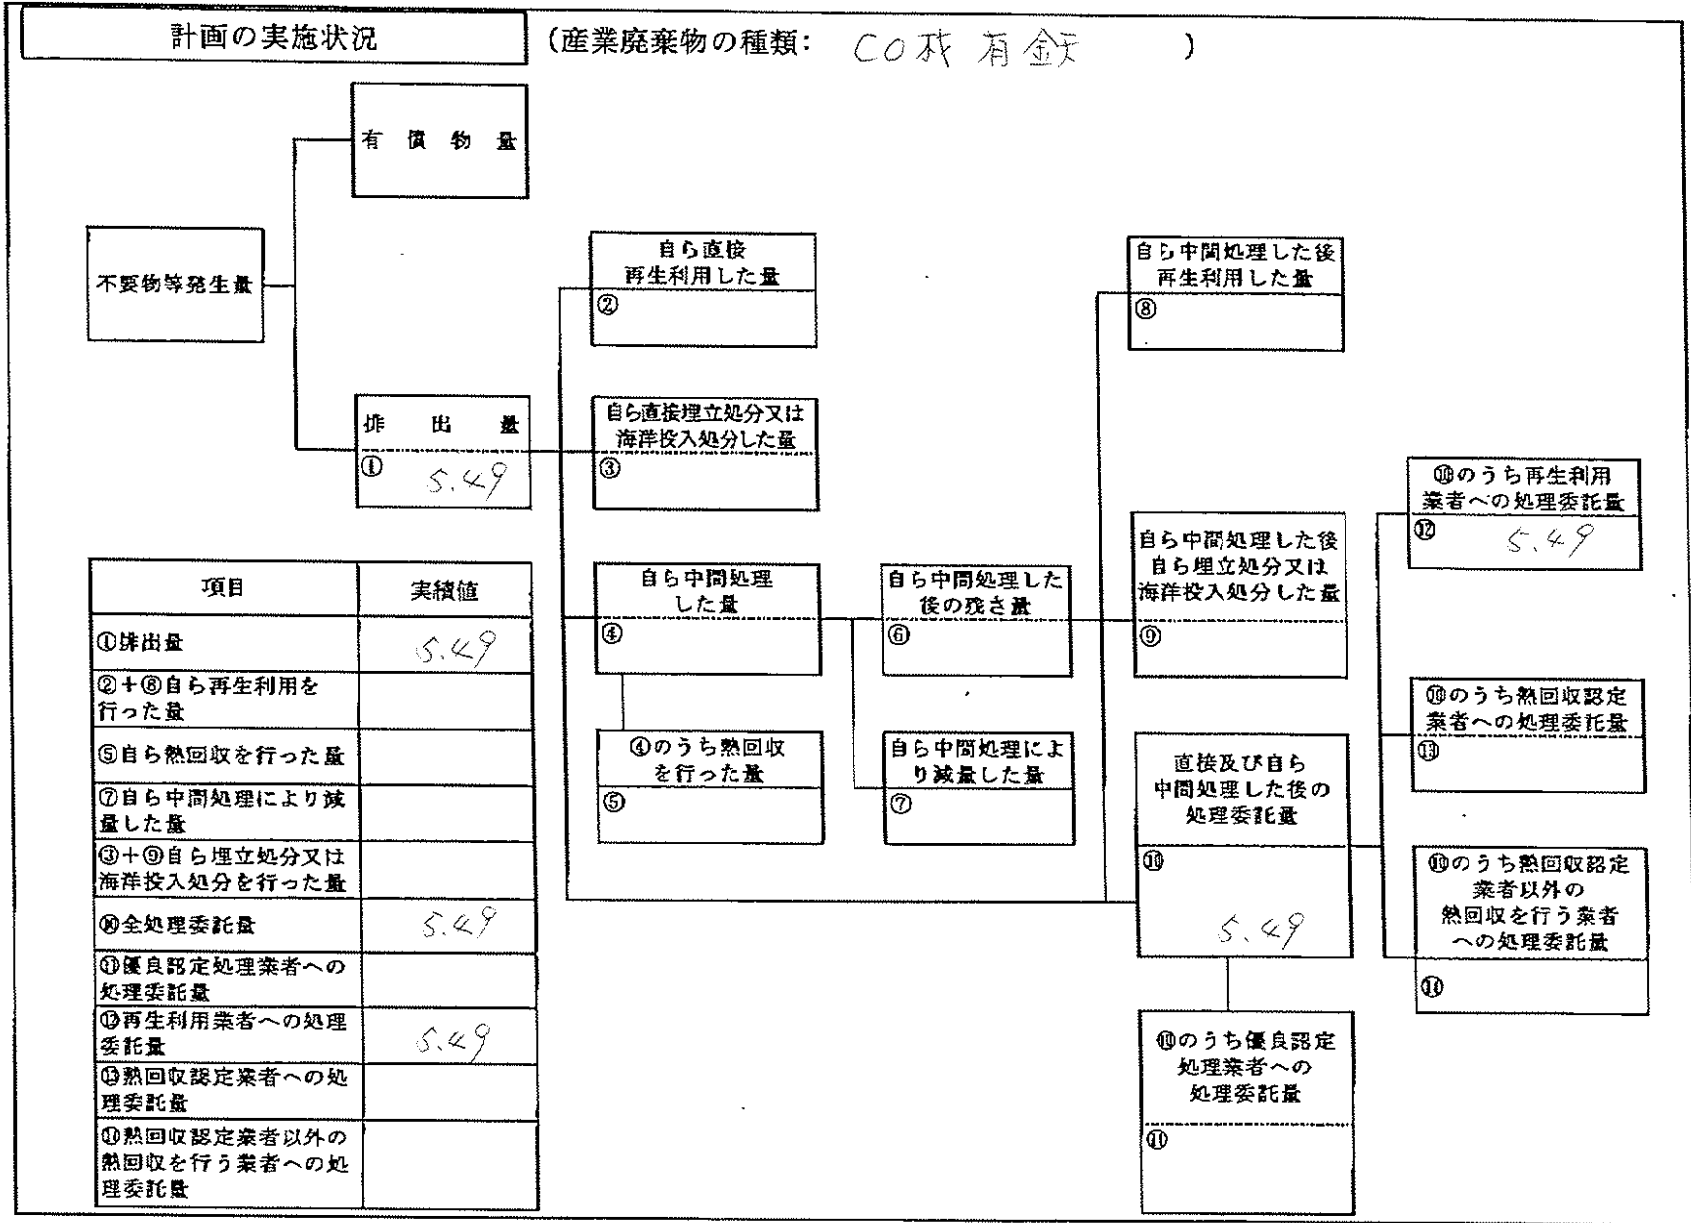 計画の実施状況
(産業廃棄物の種類: CO材 有鉄 )
有償物量
不要物等発生量
排出量
① 5.49
自ら直接
再生利用した量
②
自ら直接埋立処分又は
海洋投入処分した量
③
自ら中間処理
した量
④
④のうち熱回収
を行った量
⑤
自ら中間処理した
後の残さ量
⑥
自ら中間処理によ
り減量した量
⑦
自ら中間処理した後
再生利用した量
⑧
自ら中間処理した後
自ら埋立処分又は
海洋投入処分した量
⑨
直接及び自ら
中間処理した後の
処理委託量
⑩
5.49
⑩のうち優良認定
処理業者への
処理委託量
⑪
⑩のうち再生利用
業者への処理委託量
⑫ 5.49
⑩のうち熱回収認定
業者への処理委託量
⑬
⑩のうち熱回収認定
業者以外の
熱回収を行う業者
への処理委託量
⑭
項目 実績値
①排出量 5.49
②+⑧自ら再生利用を
行った量
⑤自ら熱回収を行った量
⑦自ら中間処理により減
量した量
③+⑨自ら埋立処分又は
海洋投入処分を行った量
⑩全処理委託量 5.49
⑪優良認定処理業者への
処理委託量
⑫再生利用業者への処理
委託量 5.49
⑬熱回収認定業者への処
理委託量
⑭熱回収認定業者以外の
熱回収を行う業者への処
理委託量